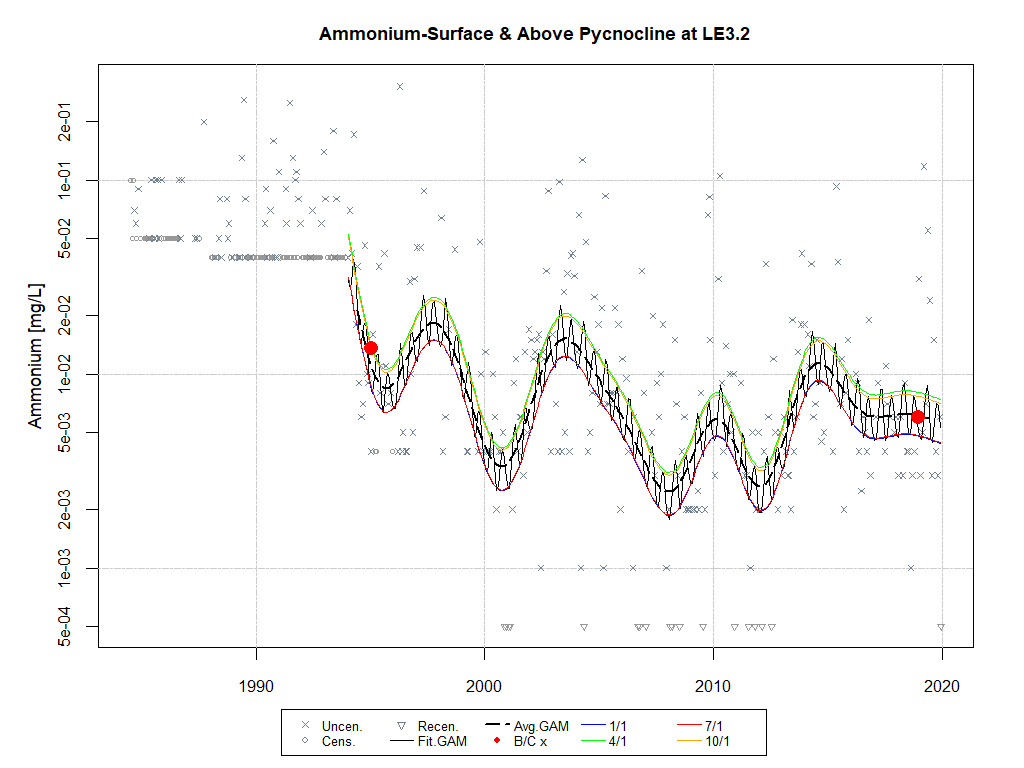 Ammonium-Surface & Above Pycnocline at LE3.2
Ammonium [mg/L]
2e-01
1e-01
5e-02
2e-02
1e-02
5e-03
2e-03
1e-03
5e-04
1990 2000 2010 2020
Uncen. Recen. Avg.GAM 1/1 7/1
Cens. Fit.GAM B/C x 4/1 10/1